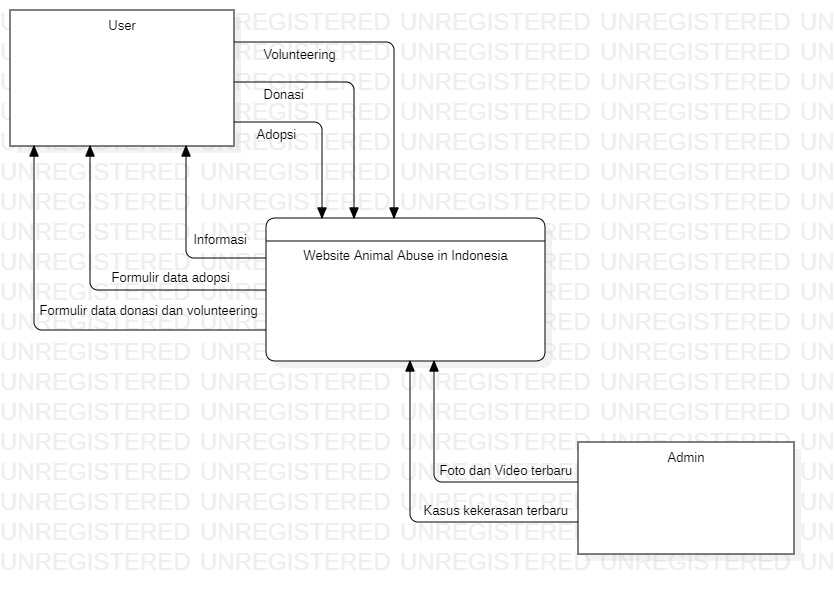 User
Volunteering
Donasi
Adopsi
Informasi
Website Animal Abuse in Indonesia
Formulir data adopsi
Formulir data donasi dan volunteering
Admin
Foto dan Video terbaru
Kasus kekerasan terbaru
UNREGISTERED